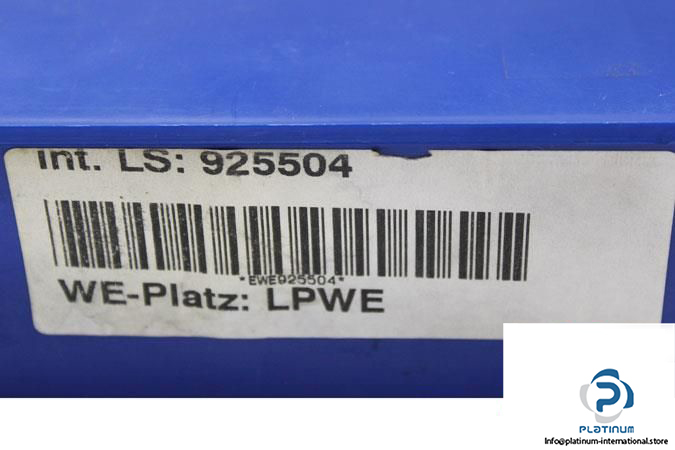 Int. LS: 925504
*EWE925504*
WE-Platz: LPWE
PLATINUM
Info@platinum-international.store